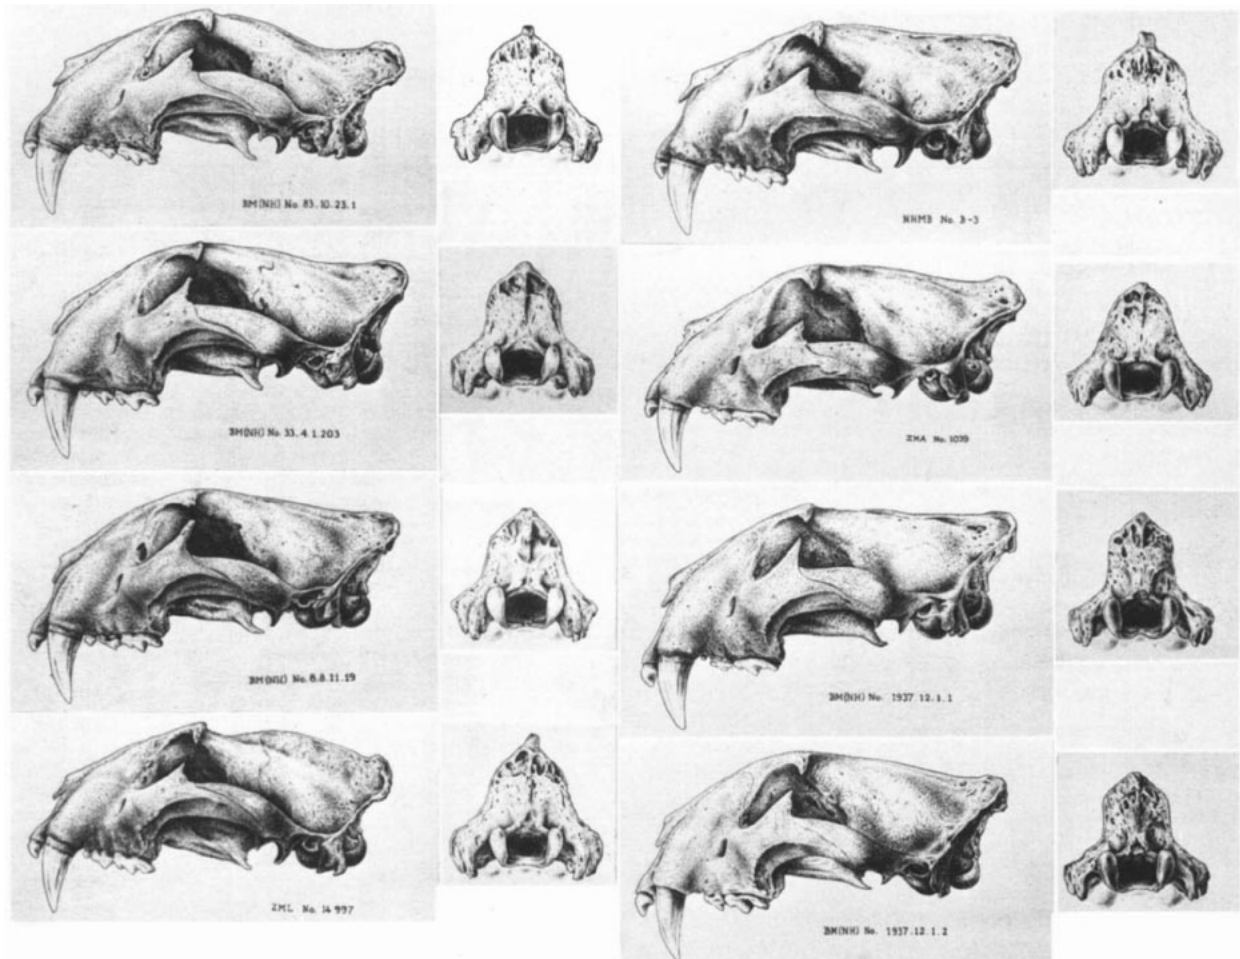 BM(NH) No. 83.10.23.1
NHMB No. 3-3
BM(NH) No. 33.4.1.203
ZMA No. 1039
BM(NH) No. 8.8.11.19
BM(NH) No. 1937.12.1.1
ZML No. 14997
BM(NH) No. 1937.12.1.2